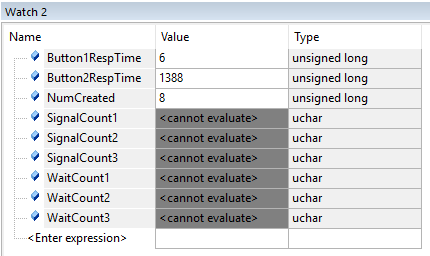 Watch 2
Name Value Type
Button1RespTime 6 unsigned long
Button2RespTime 1388 unsigned long
NumCreated 8 unsigned long
SignalCount1 <cannot evaluate> uchar
SignalCount2 <cannot evaluate> uchar
SignalCount3 <cannot evaluate> uchar
WaitCount1 <cannot evaluate> uchar
WaitCount2 <cannot evaluate> uchar
WaitCount3 <cannot evaluate> uchar
<Enter expression>